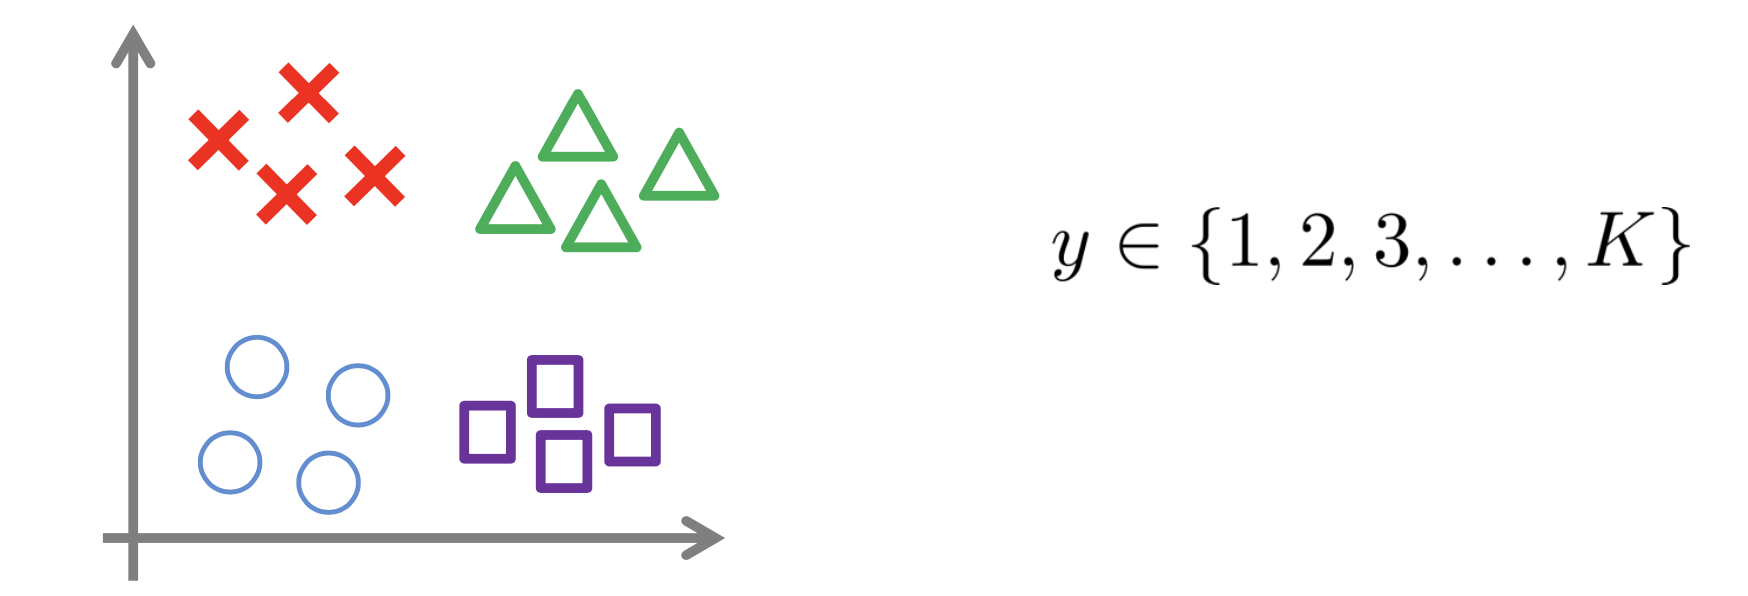 y ∈ {1, 2, 3, . . . , K}